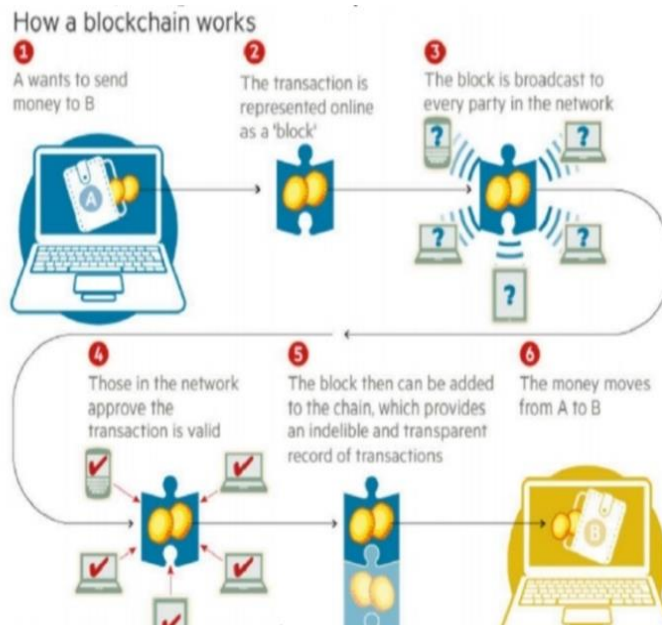 How a blockchain works
1
A wants to send
money to B
2
The transaction is
represented online
as a 'block'
3
The block is broadcast to
every party in the network
A
?
?
?
?
?
4
Those in the network
approve the
transaction is valid
5
The block then can be added
to the chain, which provides
an indelible and transparent
record of transactions
6
The money moves
from A to B
B